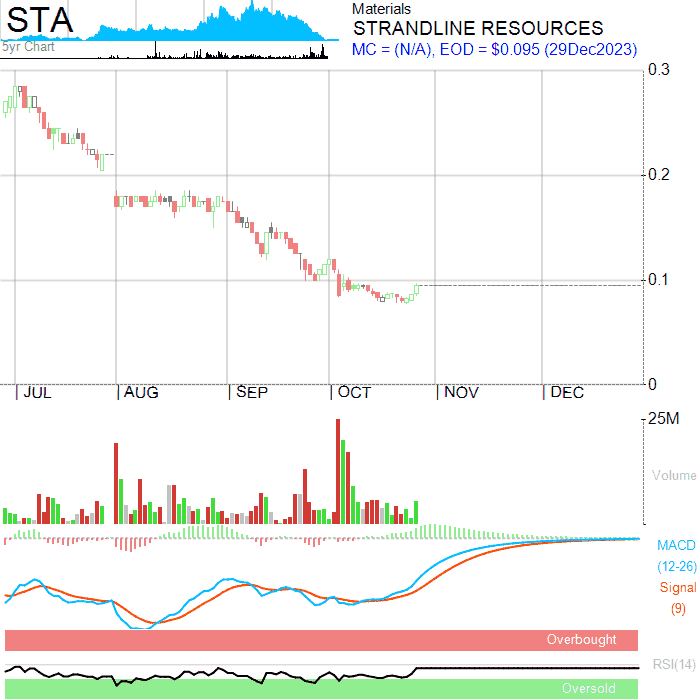 STA
5yr Chart
Materials
STRANDLINE RESOURCES
MC = (N/A), EOD = $0.095 (29Dec2023)
0.3
0.2
0.1
0
JUL AUG SEP OCT NOV DEC
25M
Volume
MACD
(12-26)
Signal
(9)
Overbought
RSI(14)
Oversold